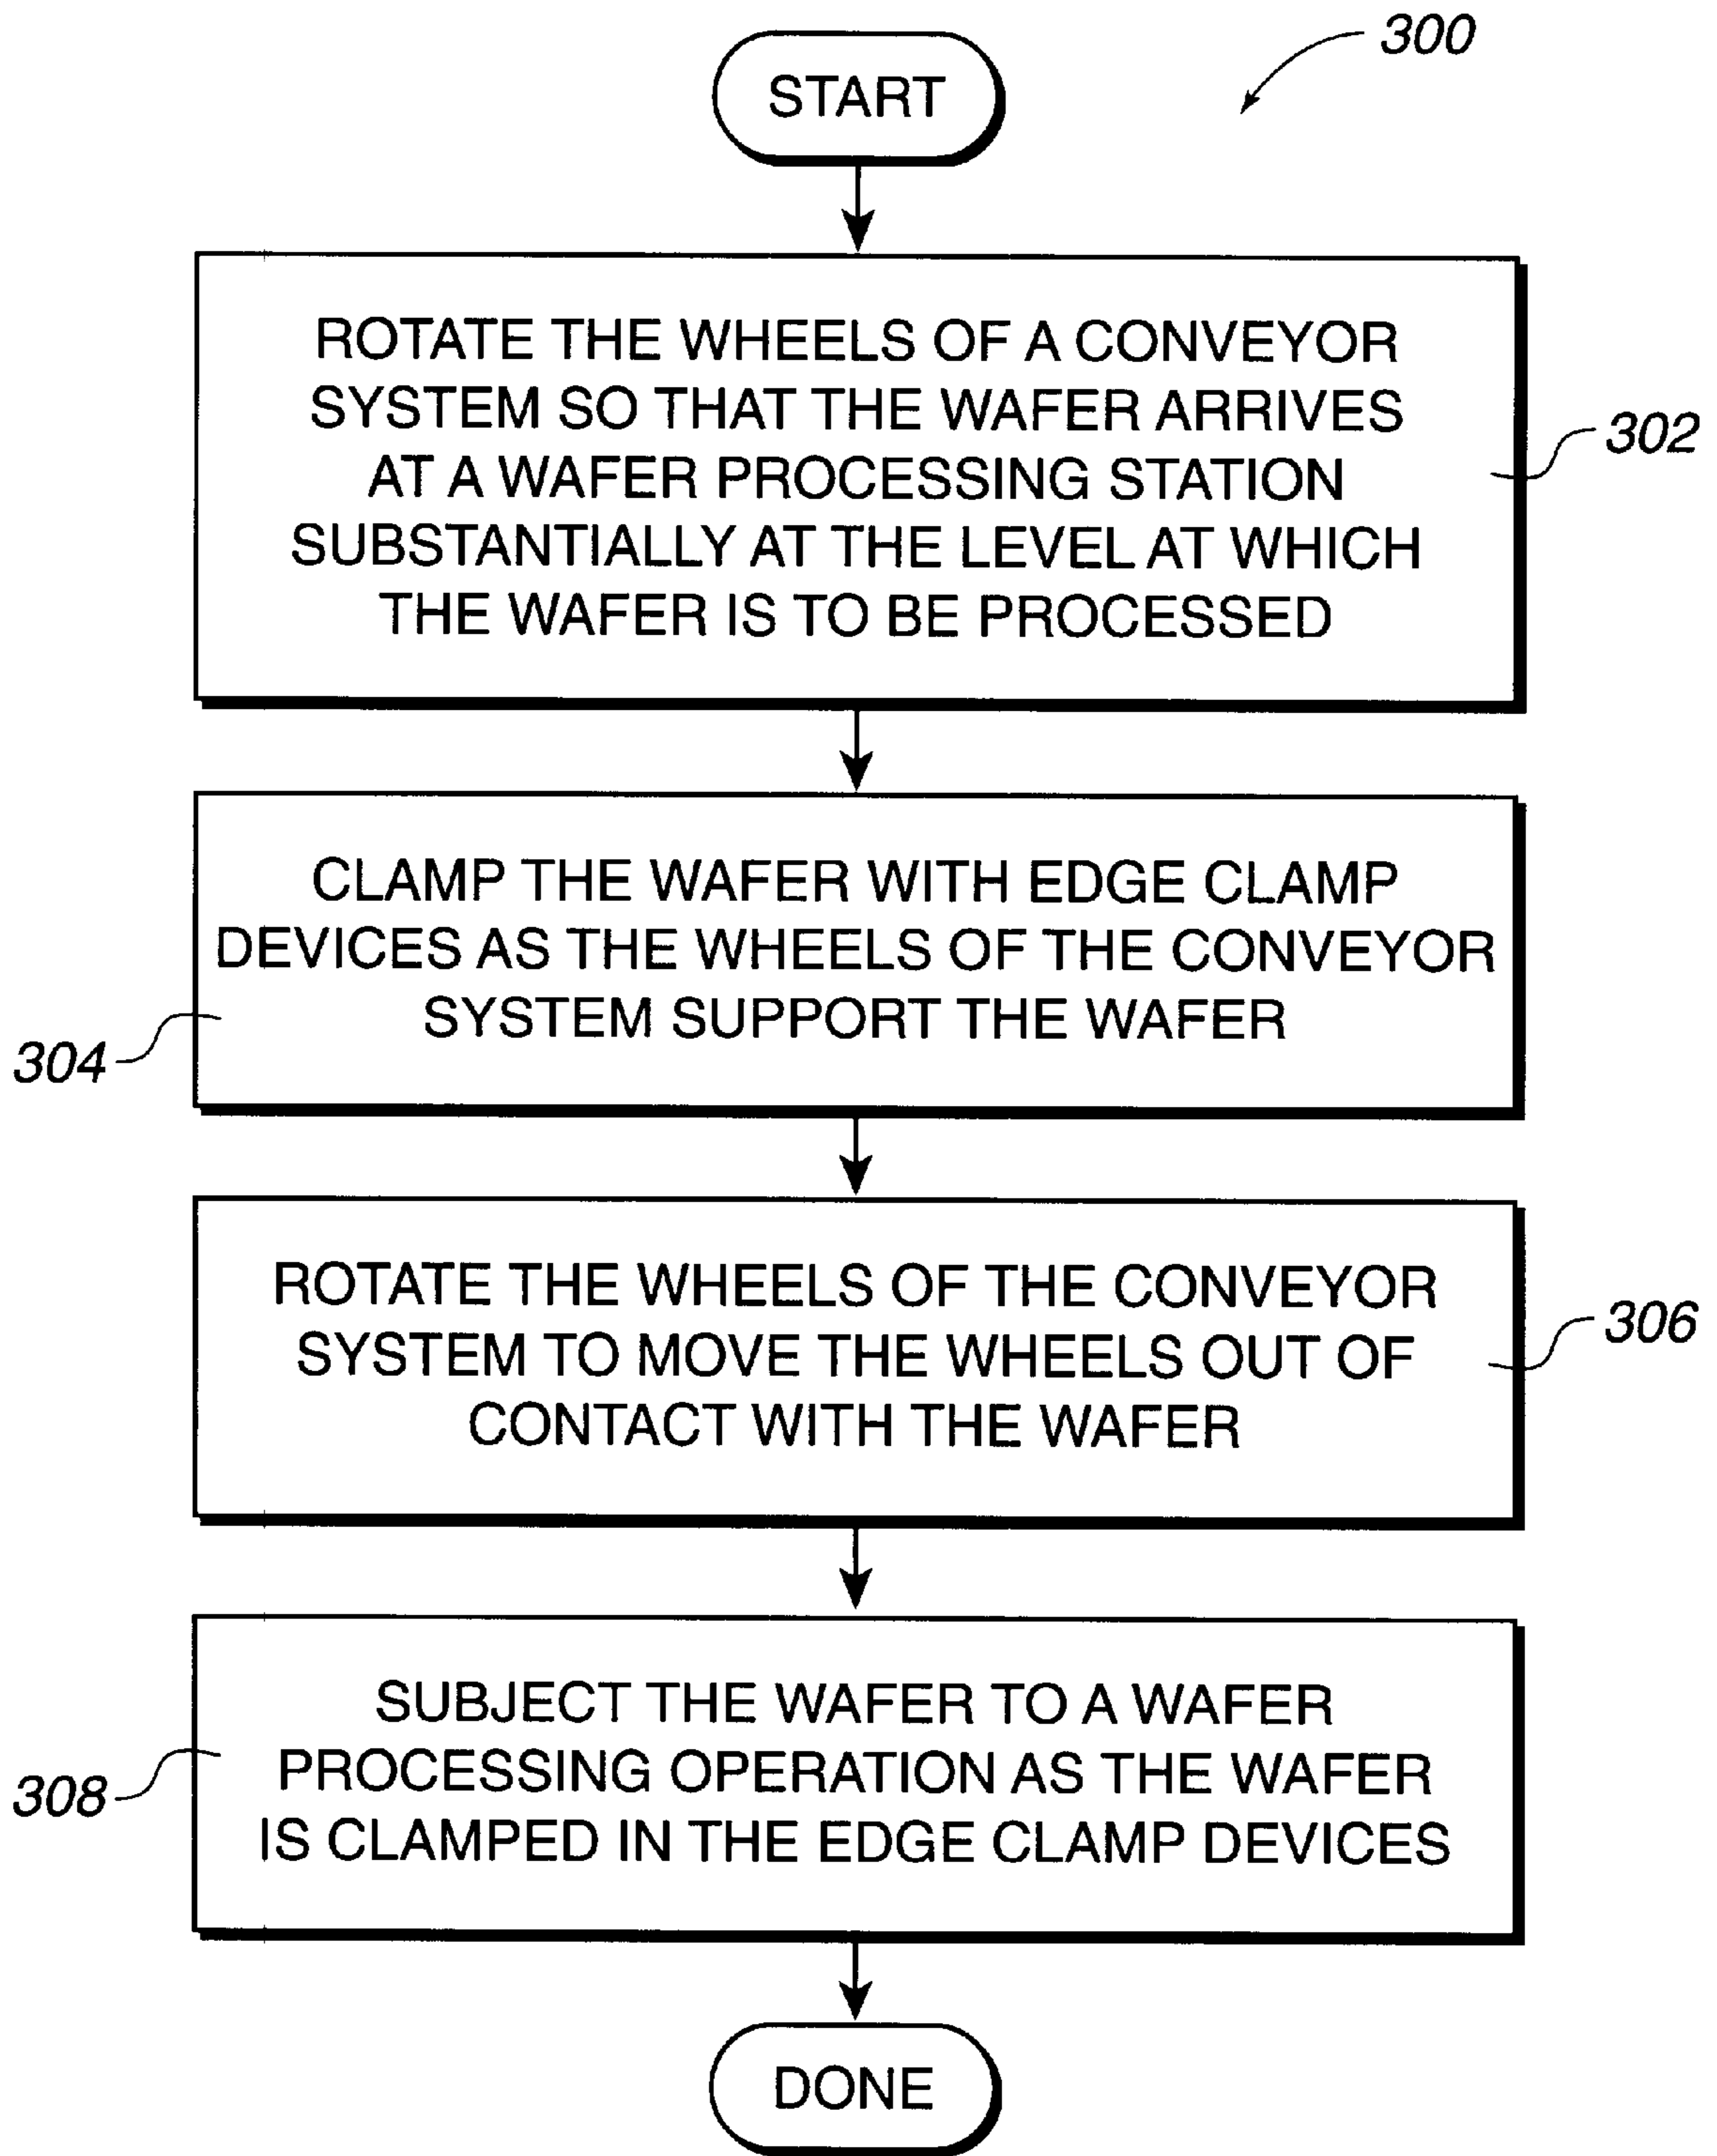 300
START
ROTATE THE WHEELS OF A CONVEYOR
SYSTEM SO THAT THE WAFER ARRIVES
AT A WAFER PROCESSING STATION
SUBSTANTIALLY AT THE LEVEL AT WHICH
THE WAFER IS TO BE PROCESSED
302
CLAMP THE WAFER WITH EDGE CLAMP
DEVICES AS THE WHEELS OF THE CONVEYOR
SYSTEM SUPPORT THE WAFER
304
ROTATE THE WHEELS OF THE CONVEYOR
SYSTEM TO MOVE THE WHEELS OUT OF
CONTACT WITH THE WAFER
306
SUBJECT THE WAFER TO A WAFER
PROCESSING OPERATION AS THE WAFER
IS CLAMPED IN THE EDGE CLAMP DEVICES
308
DONE